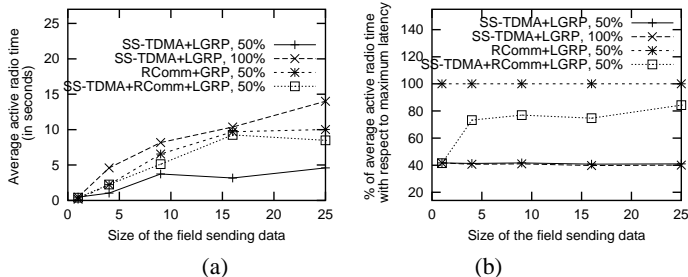 Average active radio time
(in seconds)
25
20
15
10
5
0
SS-TDMA+LGRP, 50%
SS-TDMA+LGRP, 100%
RComm+GRP, 50%
SS-TDMA+RComm+LGRP, 50%
0 5 10 15 20 25
Size of the field sending data
(a)
% of average active radio time
with respect to maximum latency
140
120
100
80
60
40
20
0
SS-TDMA+LGRP, 50%
SS-TDMA+LGRP, 100%
RComm+LGRP, 50%
SS-TDMA+RComm+LGRP, 50%
0 5 10 15 20 25
Size of the field sending data
(b)